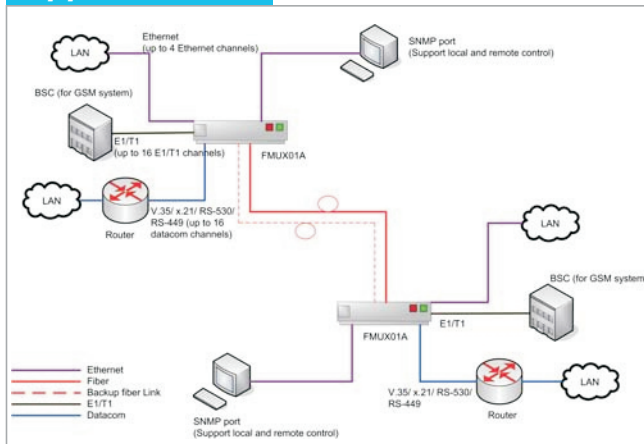 LAN
Ethernet
(up to 4 Ethernet channels)
SNMP port
(Support local and remote control)
BSC (for GSM system)
E1/T1
(up to 16 E1/T1 channels)
FMUX01A
LAN
Router
V.35/ x.21/ RS-530/
RS-449 (up to 16
datacom channels)
LAN
BSC (for GSM system)
E1/T1
FMUX01A
LAN
V.35/ x.21/ RS-530/
RS-449
Router
SNMP port
(Support local and remote control)
Ethernet
Fiber
Backup fiber Link
E1/T1
Datacom